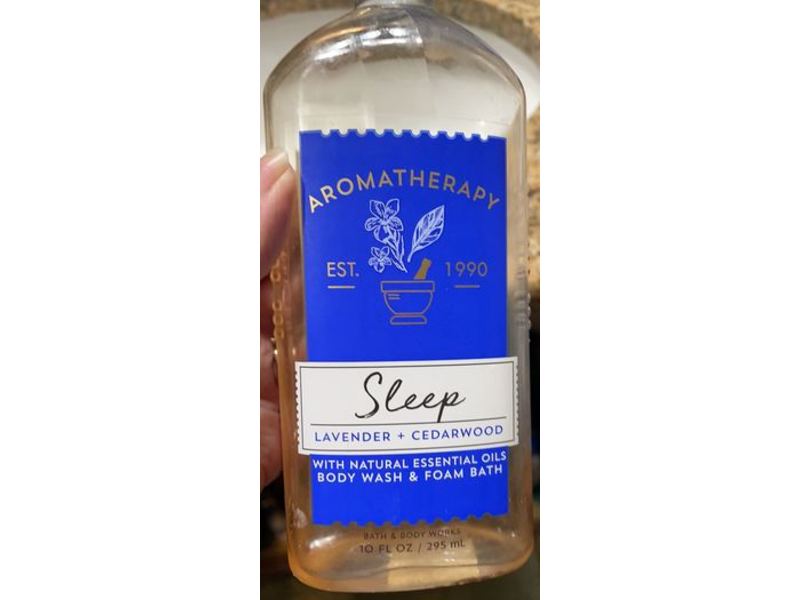 AROMATHERAPY
EST. 1990
Sleep
LAVENDER + CEDARWOOD
WITH NATURAL ESSENTIAL OILS
BODY WASH & FOAM BATH
BATH & BODY WORKS
10 FL OZ / 295 mL